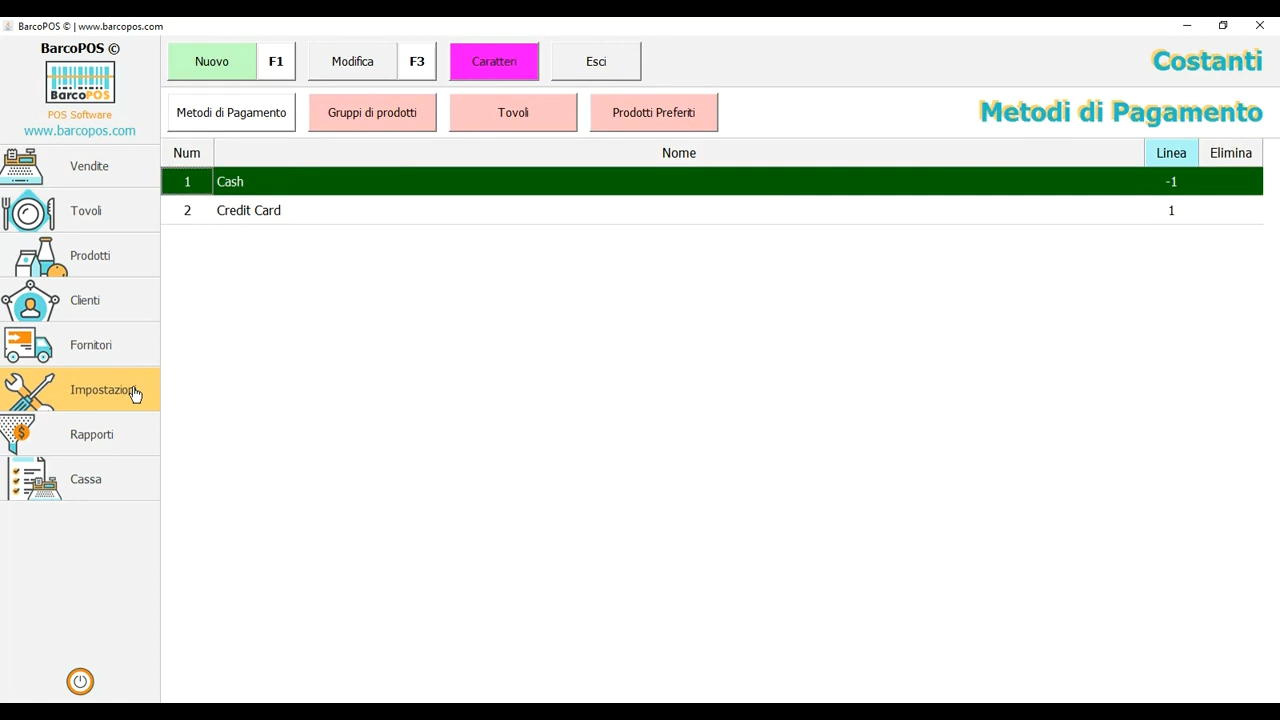 BarcoPOS © | www.barcopos.com
BarcoPOS ©
BarcoPOS
POS Software
www.barcopos.com
Vendite
Tovoli
Prodotti
Clienti
Fornitori
Impostazioni
Rapporti
Cassa
Nuovo F1 Modifica F3 Caratteri Esci
Costanti
Metodi di Pagamento Gruppi di prodotti Tovoli Prodotti Preferiti
Metodi di Pagamento
Num Nome Linea Elimina
1 Cash -1
2 Credit Card 1